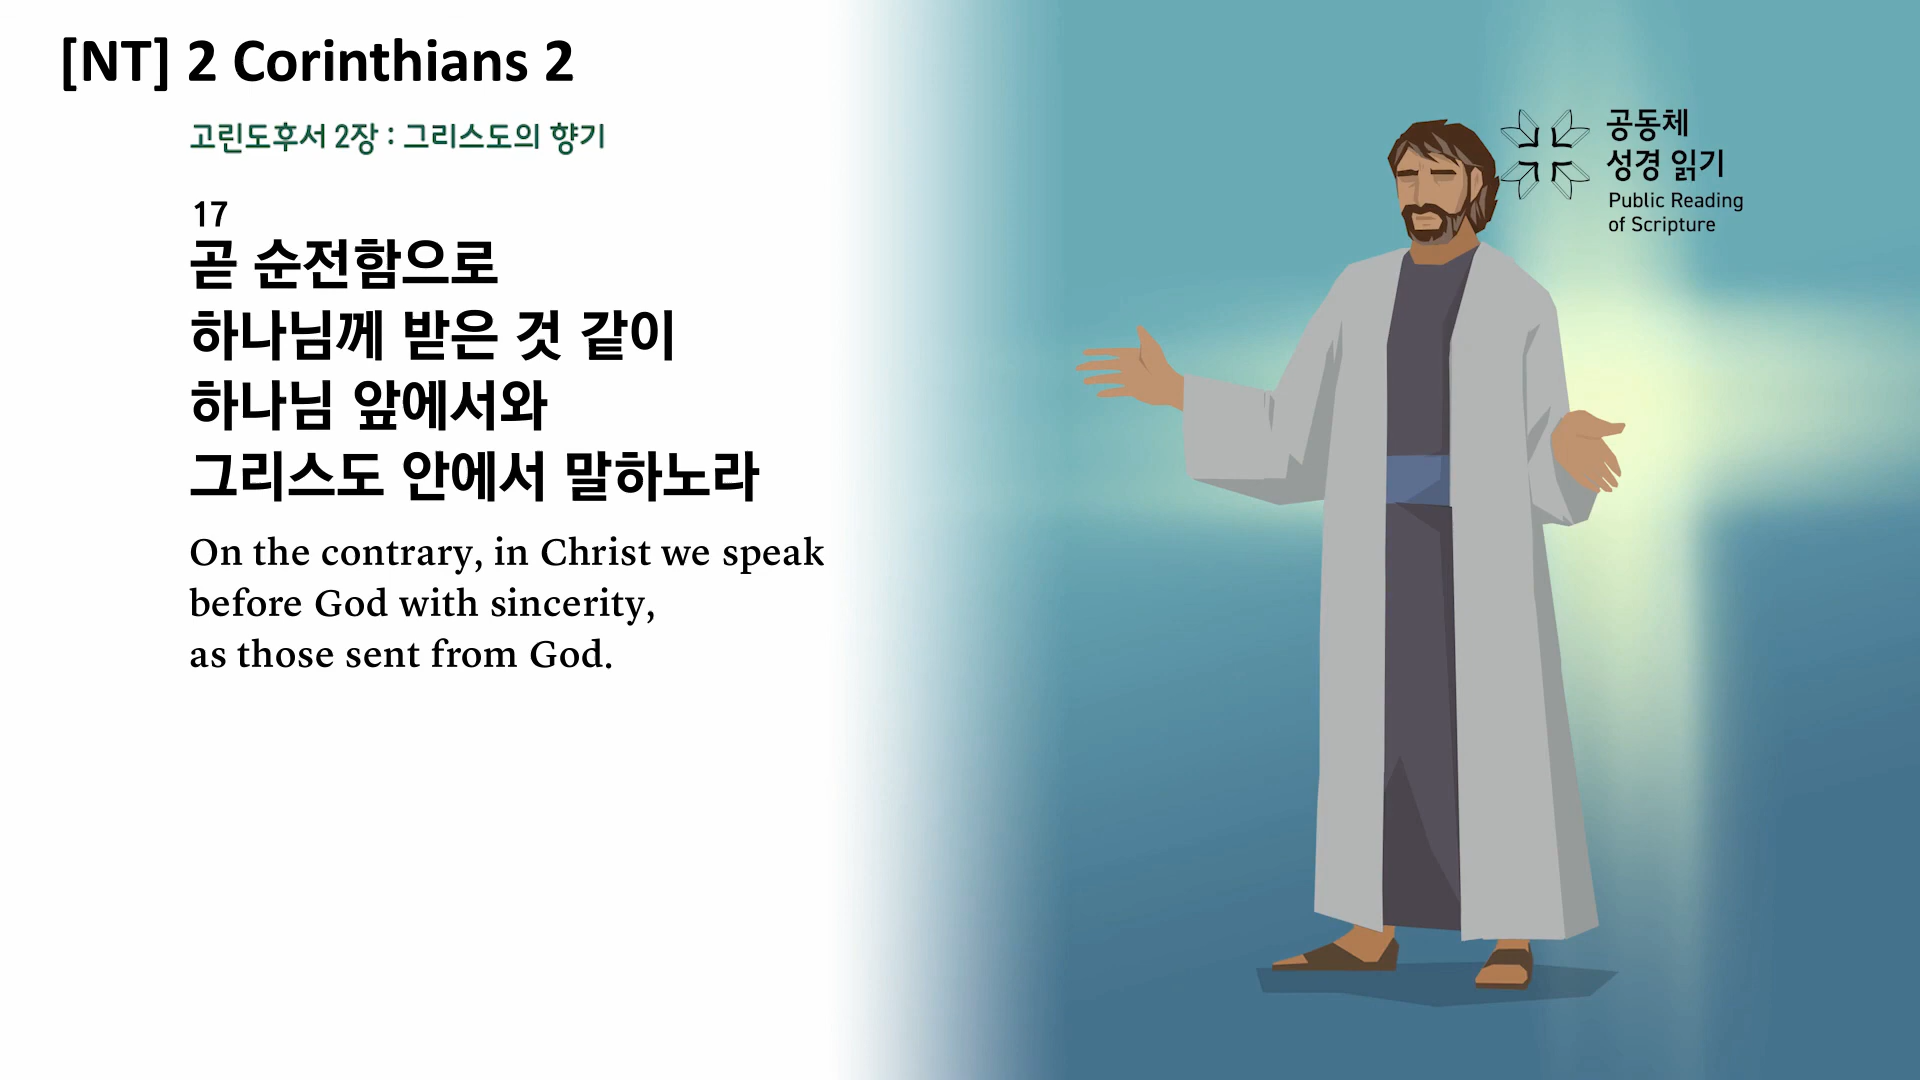 [NT] 2 Corinthians 2
고린도후서 2장 : 그리스도의 향기
17
곧 순전함으로
하나님께 받은 것 같이
하나님 앞에서와
그리스도 안에서 말하노라
On the contrary, in Christ we speak
before God with sincerity,
as those sent from God.
공동체
성경 읽기
Public Reading
of Scripture